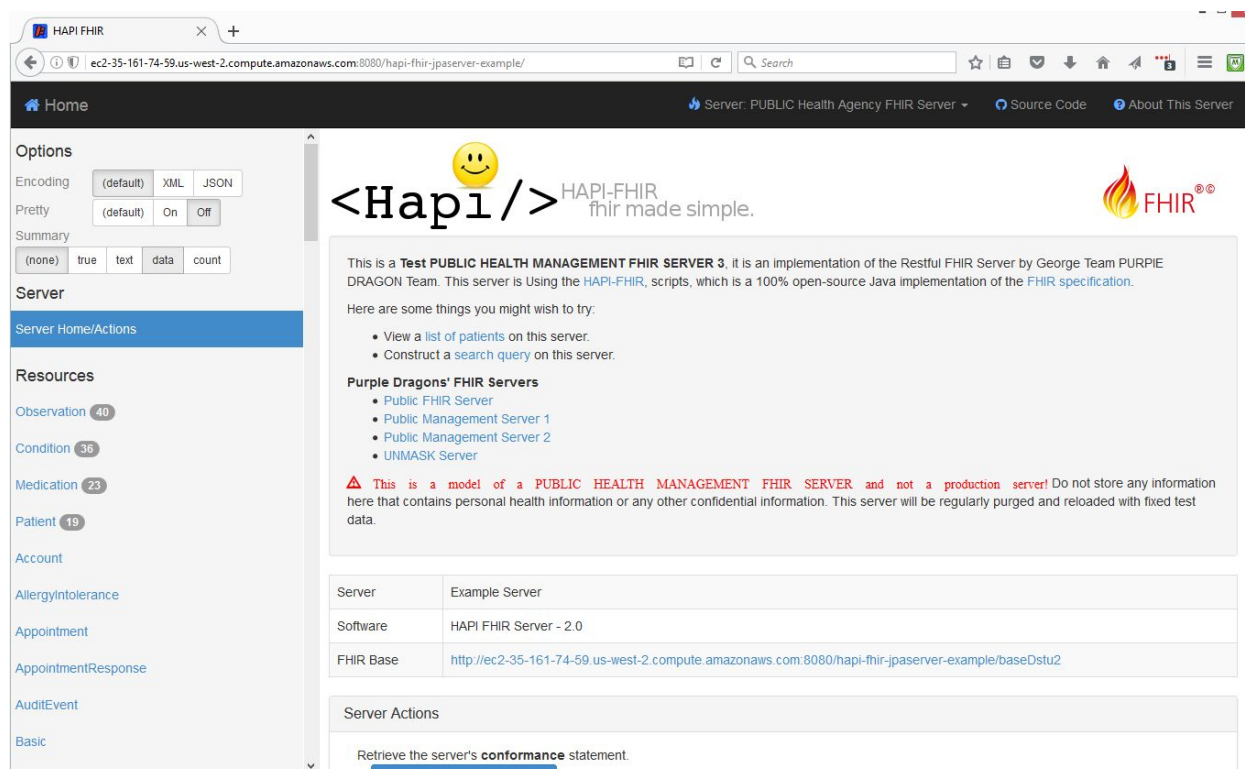 HAPI FHIR
ec2-35-161-74-59.us-west-2.compute.amazonaws.com:8080/hapi-fhir-jpaserver-example/
Search
3
Home
Server: PUBLIC Health Agency FHIR Server
Source Code
About This Server
Options
Encoding (default) XML JSON
Pretty (default) On Off
Summary
(none) true text data count
Server
Server Home/Actions
Resources
Observation 40
Condition 36
Medication 23
Patient 19
Account
AllergyIntolerance
Appointment
AppointmentResponse
AuditEvent
Basic
<Hapi/>
HAPI-FHIR
fhir made simple.
FHIR®©
This is a Test PUBLIC HEALTH MANAGEMENT FHIR SERVER 3, it is an implementation of the Restful FHIR Server by George Team PURPlE
DRAGON Team. This server is Using the HAPI-FHIR, scripts, which is a 100% open-source Java implementation of the FHIR specification.
Here are some things you might wish to try:
• View a list of patients on this server.
• Construct a search query on this server.
Purple Dragons' FHIR Servers
• Public FHIR Server
• Public Management Server 1
• Public Management Server 2
• UNMASK Server
This is a model of a PUBLIC HEALTH MANAGEMENT FHIR SERVER and not a production server! Do not store any information
here that contains personal health information or any other confidential information. This server will be regularly purged and reloaded with fixed test
data.
Server Example Server
Software HAPI FHIR Server - 2.0
FHIR Base http://ec2-35-161-74-59.us-west-2.compute.amazonaws.com:8080/hapi-fhir-jpaserver-example/baseDstu2
Server Actions
Retrieve the server's conformance statement.